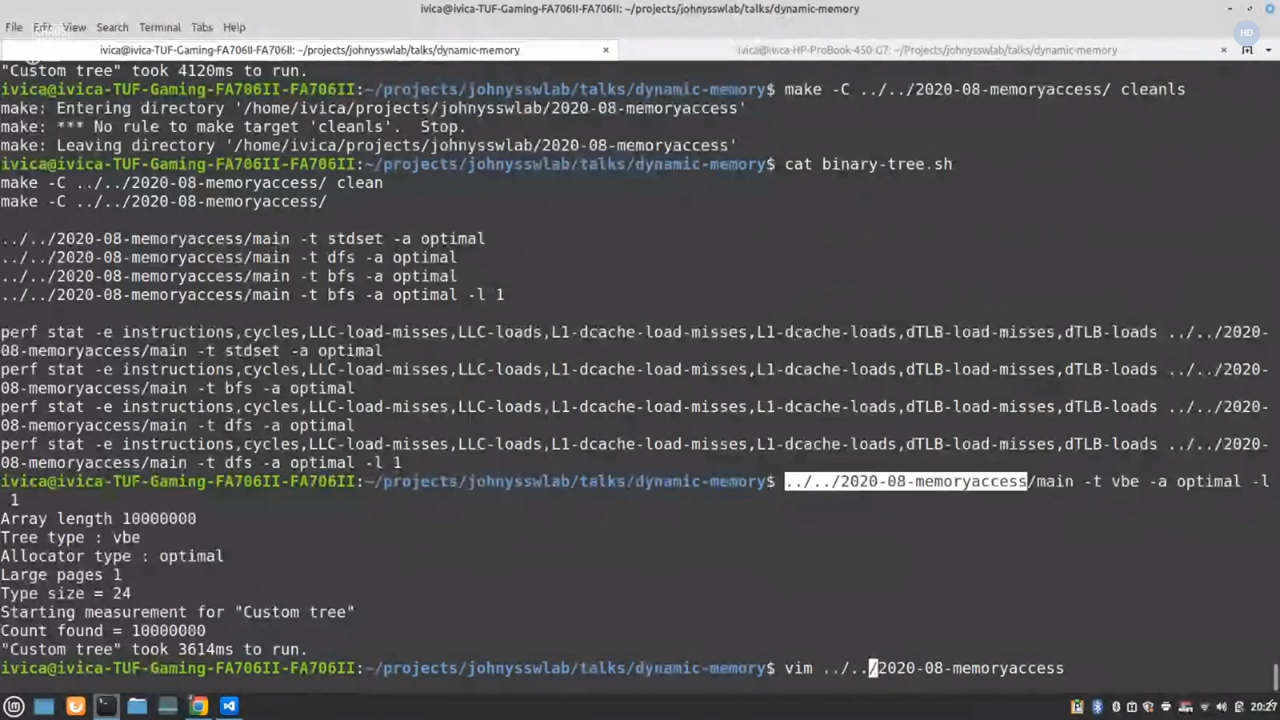 ivica@ivica-TUF-Gaming-FA706II-FA706II: ~/projects/johnysswlab/talks/dynamic-memory
File Edit View Search Terminal Tabs Help
HD
ivica@ivica-TUF-Gaming-FA706II-FA706II: ~/projects/johnysswlab/talks/dynamic-memory × ivica@ivica-HP-ProBook-450-G7: ~/Projects/johnysswlab/talks/dynamic-memory ×
"Custom tree" took 4120ms to run.
ivica@ivica-TUF-Gaming-FA706II-FA706II:~/projects/johnysswlab/talks/dynamic-memory$ make -C ../../2020-08-memoryaccess/ cleanls
make: Entering directory '/home/ivica/projects/johnysswlab/2020-08-memoryaccess'
make: *** No rule to make target 'cleanls'.  Stop.
make: Leaving directory '/home/ivica/projects/johnysswlab/2020-08-memoryaccess'
ivica@ivica-TUF-Gaming-FA706II-FA706II:~/projects/johnysswlab/talks/dynamic-memory$ cat binary-tree.sh
make -C ../../2020-08-memoryaccess/ clean
make -C ../../2020-08-memoryaccess/
../../2020-08-memoryaccess/main -t stdset -a optimal
../../2020-08-memoryaccess/main -t dfs -a optimal
../../2020-08-memoryaccess/main -t bfs -a optimal
../../2020-08-memoryaccess/main -t bfs -a optimal -l 1
perf stat -e instructions,cycles,LLC-load-misses,LLC-loads,L1-dcache-load-misses,L1-dcache-loads,dTLB-load-misses,dTLB-loads ../../2020-
08-memoryaccess/main -t stdset -a optimal
perf stat -e instructions,cycles,LLC-load-misses,LLC-loads,L1-dcache-load-misses,L1-dcache-loads,dTLB-load-misses,dTLB-loads ../../2020-
08-memoryaccess/main -t bfs -a optimal
perf stat -e instructions,cycles,LLC-load-misses,LLC-loads,L1-dcache-load-misses,L1-dcache-loads,dTLB-load-misses,dTLB-loads ../../2020-
08-memoryaccess/main -t dfs -a optimal
perf stat -e instructions,cycles,LLC-load-misses,LLC-loads,L1-dcache-load-misses,L1-dcache-loads,dTLB-load-misses,dTLB-loads ../../2020-
08-memoryaccess/main -t dfs -a optimal -l 1
ivica@ivica-TUF-Gaming-FA706II-FA706II:~/projects/johnysswlab/talks/dynamic-memory$ ../../2020-08-memoryaccess/main -t vbe -a optimal -l
1
Array length 10000000
Tree type : vbe
Allocator type : optimal
Large pages 1
Type size = 24
Starting measurement for "Custom tree"
Count found = 10000000
"Custom tree" took 3614ms to run.
ivica@ivica-TUF-Gaming-FA706II-FA706II:~/projects/johnysswlab/talks/dynamic-memory$ vim ../../2020-08-memoryaccess
20:27